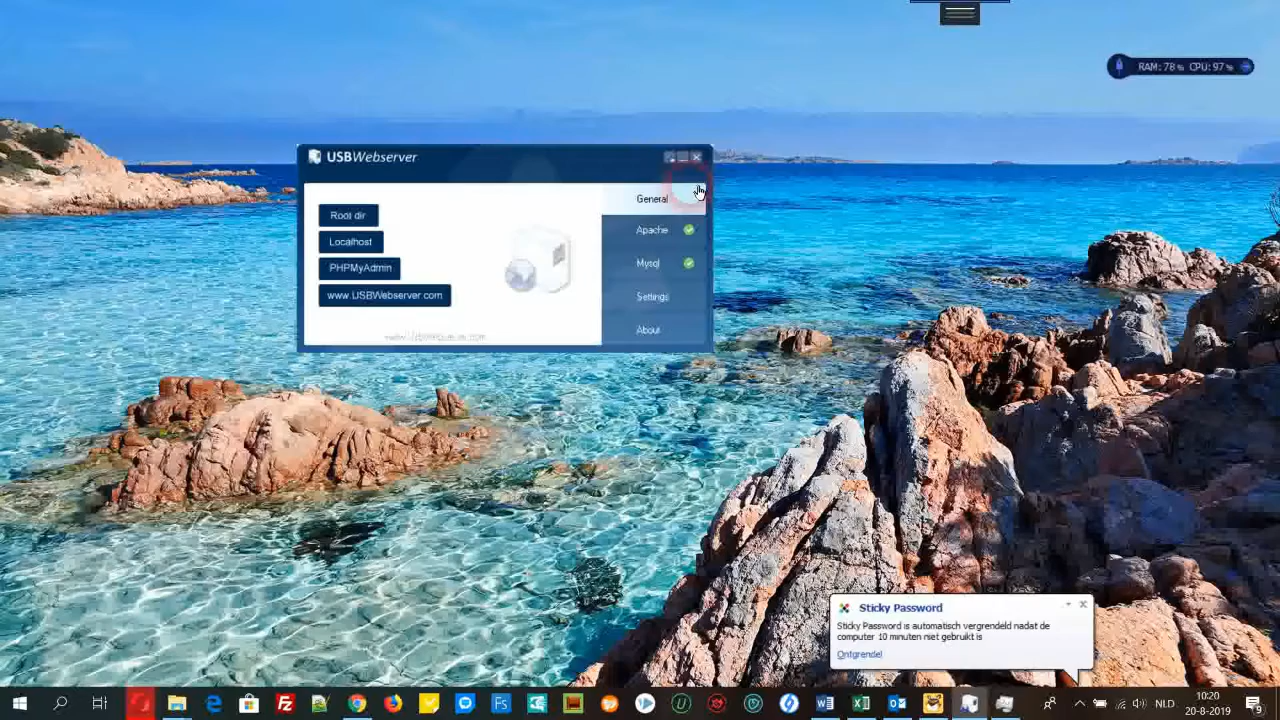 RAM: 78% CPU: 97%
USBWebserver
General
Root dir
Apache
Localhost
Mysql
PHPMyAdmin
www.USBWebserver.com
Settings
About
Sticky Password
Sticky Password is automatisch vergrendeld nadat de
computer 10 minuten niet gebruikt is
Ontgrendel
10:20
NLD
20-8-2019